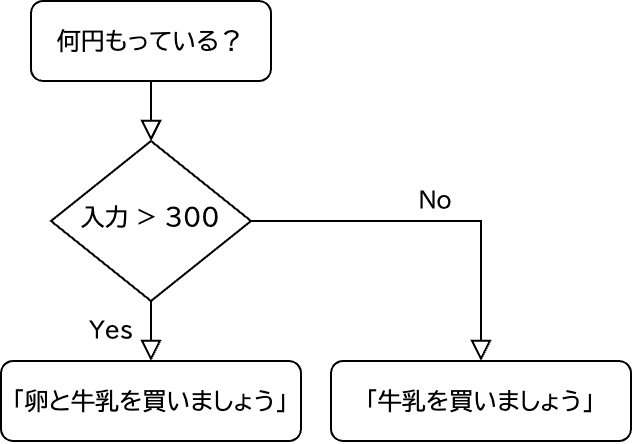 何円もっている？
入力 > 300
No
Yes
「卵と牛乳を買いましょう」
「牛乳を買いましょう」